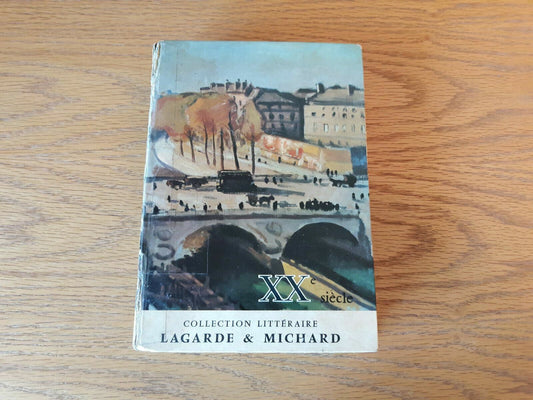 XXe
siècle
COLLECTION LITTÉRAIRE
LAGARDE & MICHARD